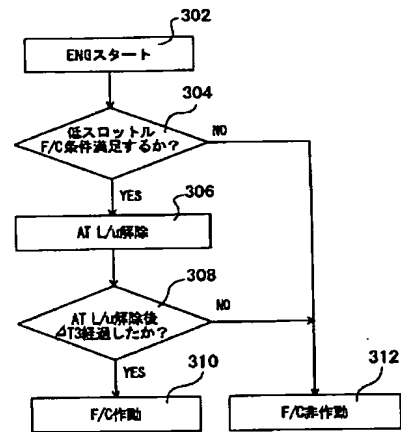 302
ENGスタート
304
低スロットル
F/C条件満足するか?
NO
YES
306
AT L/u解除
308
AT L/u解除後
⊿T3経過したか?
NO
YES
310
F/C作動
312
F/C非作動